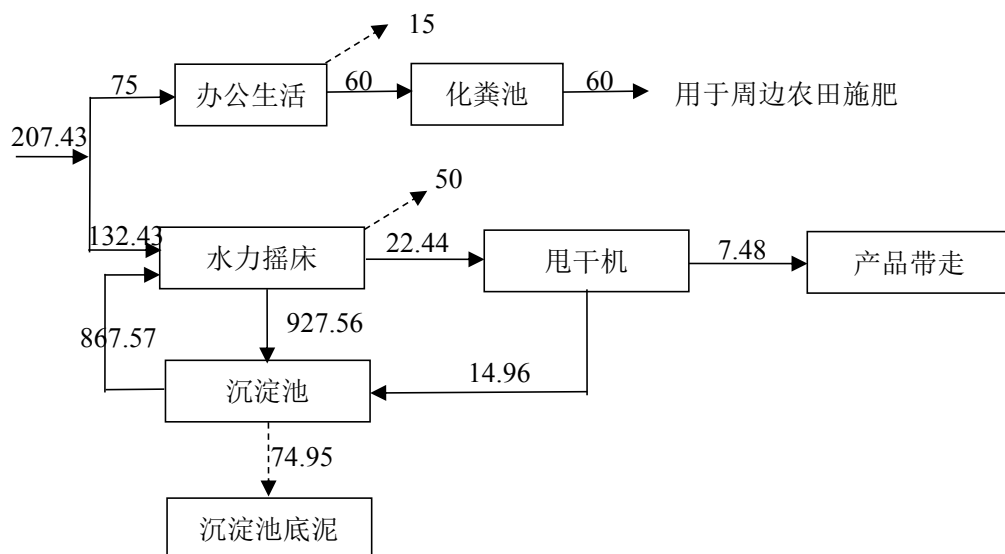 15
75
办公生活
60
化粪池
60
用于周边农田施肥
207.43
50
132.43
水力摇床
22.44
甩干机
7.48
产品带走
867.57
927.56
沉淀池
14.96
74.95
沉淀池底泥